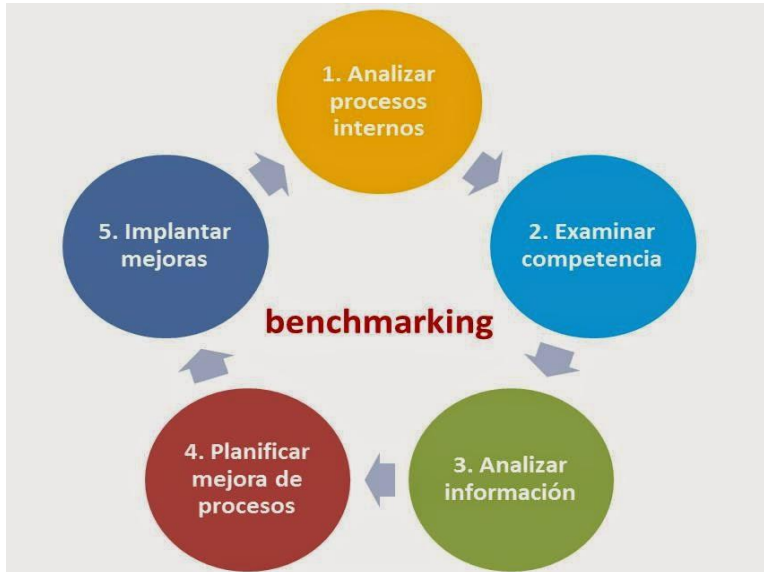 1. Analizar
procesos
internos
2. Examinar
competencia
3. Analizar
información
4. Planificar
mejora de
procesos
5. Implantar
mejoras
benchmarking